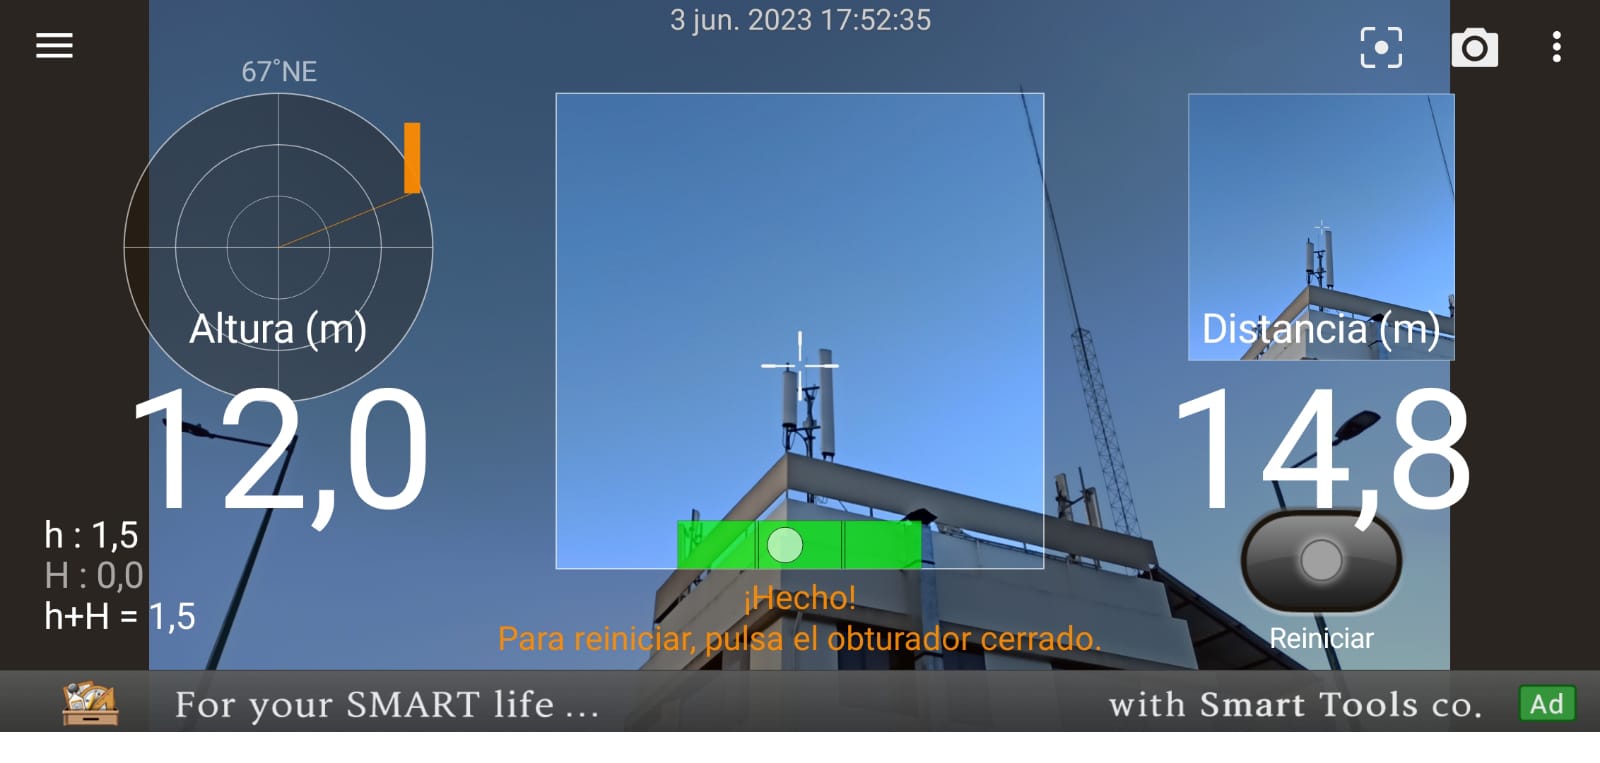 3 jun. 2023 17:52:35
67°NE
Altura (m)
12,0
Distancia (m)
14,8
h : 1,5
H : 0,0
h+H = 1,5
¡Hecho!
Para reiniciar, pulsa el obturador cerrado.
Reiniciar
For your SMART life ...
with Smart Tools co.
Ad